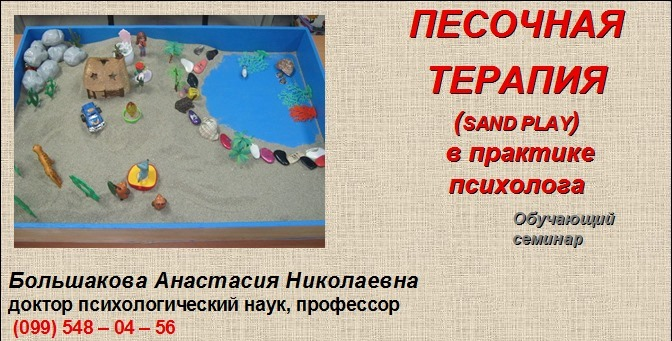 ПЕСОЧНАЯ
ТЕРАПИЯ
(SAND PLAY)
в практике
психолога
Обучающий
семинар
Большакова Анастасия Николаевна
доктор психологический наук, профессор
(099) 548 – 04 – 56